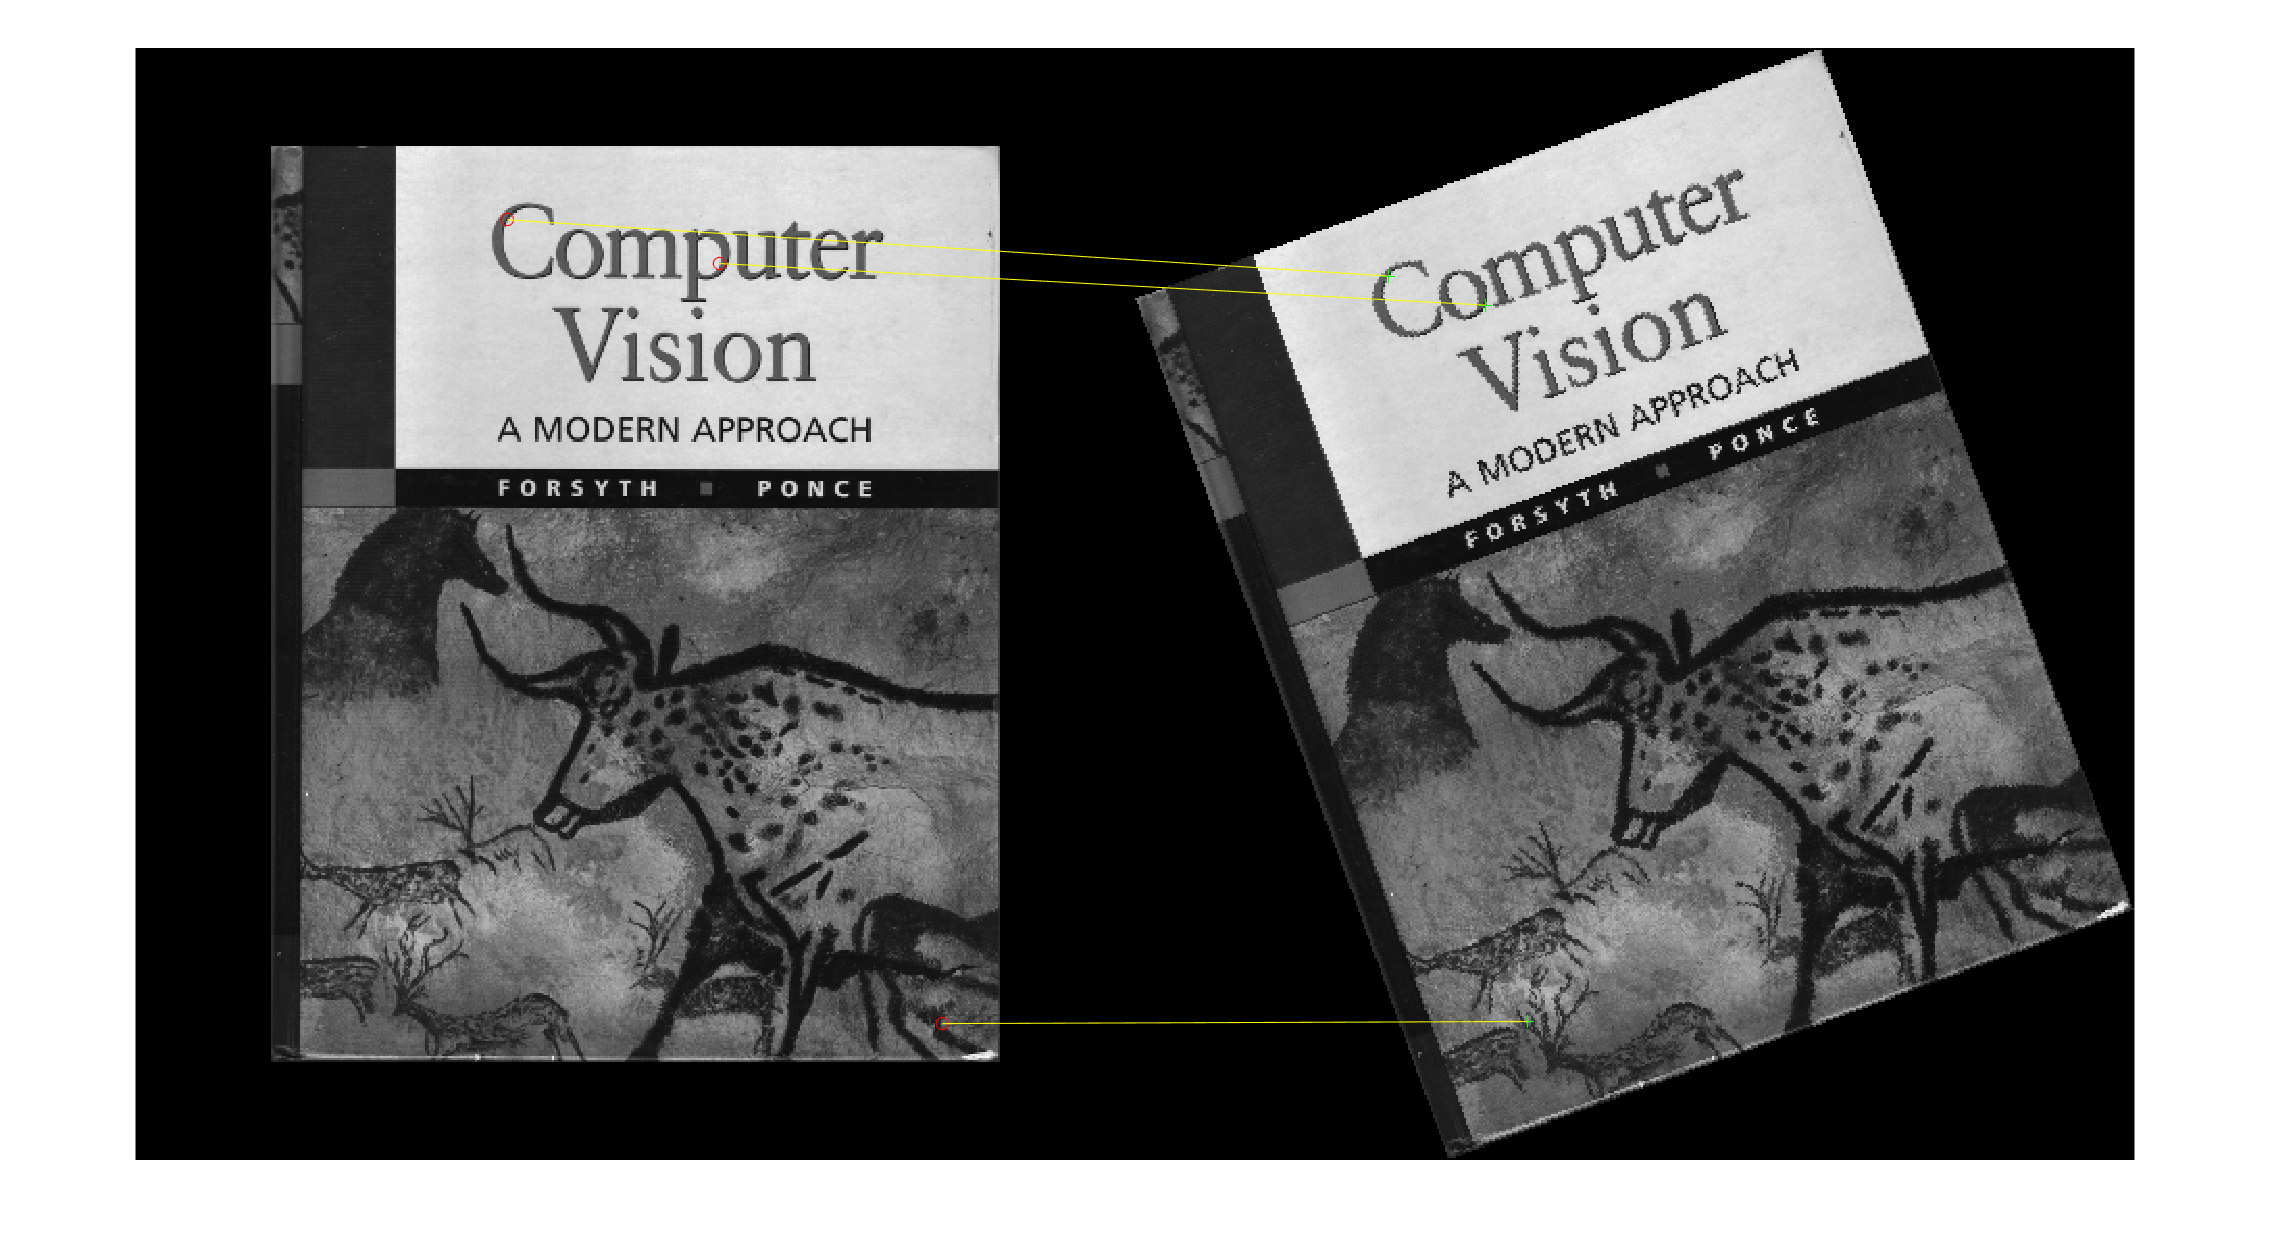 Computer
Vision
A MODERN APPROACH
FORSYTH ▪ PONCE
Computer
Vision
A MODERN APPROACH
FORSYTH ▪ PONCE